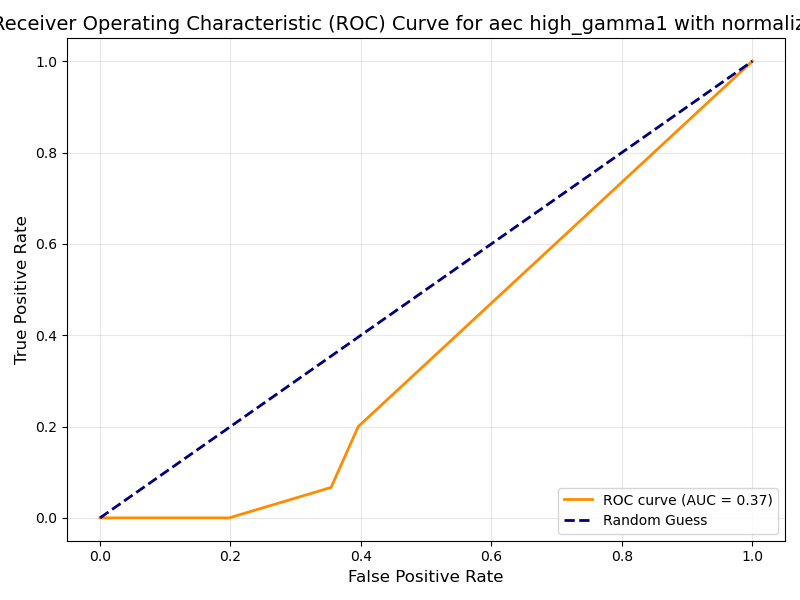 Receiver Operating Characteristic (ROC) Curve for aec high_gamma1 with normaliz
1.0
0.8
0.6
0.4
0.2
0.0
True Positive Rate
ROC curve (AUC = 0.37)
Random Guess
0.0 0.2 0.4 0.6 0.8 1.0
False Positive Rate